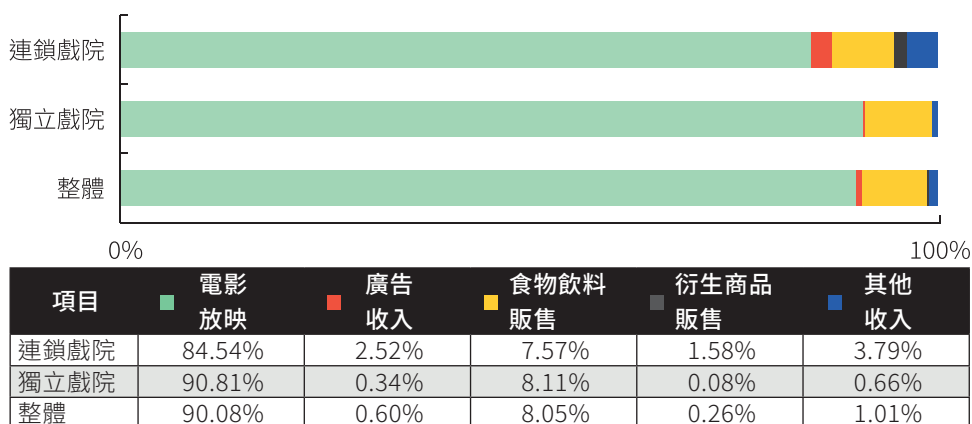 連鎖戲院
獨立戲院
整體
0% 100%
項目 電影放映 廣告收入 食物飲料販售 衍生商品販售 其他收入
連鎖戲院 84.54% 2.52% 7.57% 1.58% 3.79%
獨立戲院 90.81% 0.34% 8.11% 0.08% 0.66%
整體 90.08% 0.60% 8.05% 0.26% 1.01%